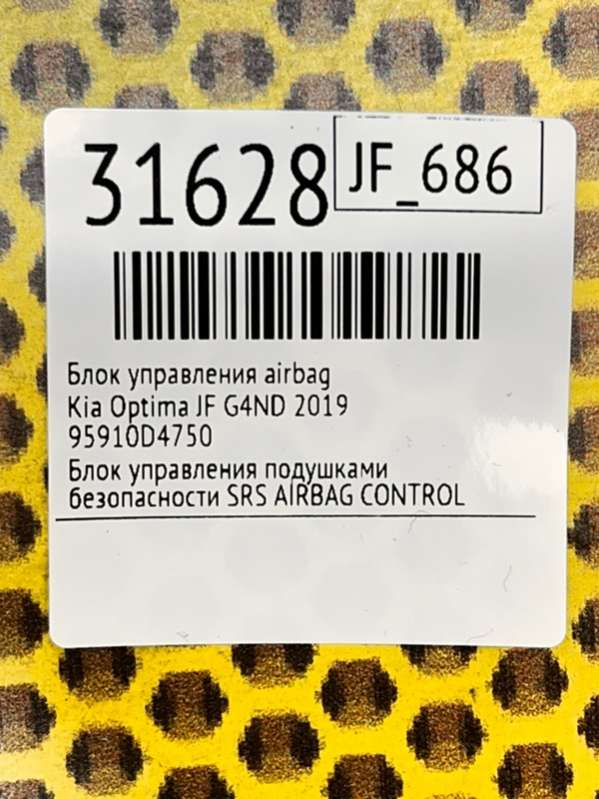 31628
JF_686
Блок управления airbag
Kia Optima JF G4ND 2019
95910D4750
Блок управления подушками
безопасности SRS AIRBAG CONTROL